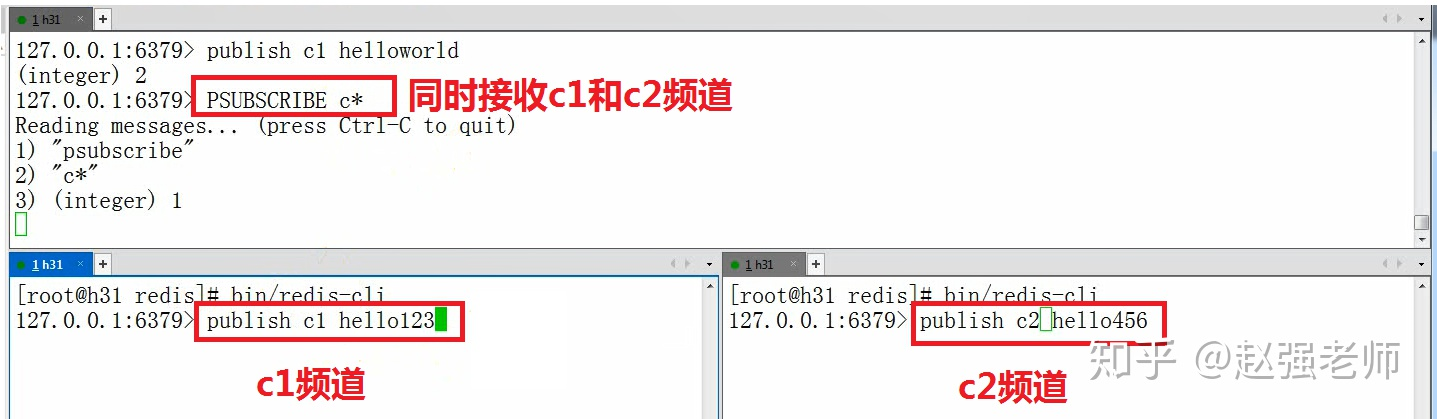 1 h31
127.0.0.1:6379> publish c1 helloworld
(integer) 2
127.0.0.1:6379> PSUBSCRIBE c*
同时接收c1和c2频道
Reading messages... (press Ctrl-C to quit)
1) "psubscribe"
2) "c*"
3) (integer) 1
1 h31
[root@h31 redis]# bin/redis-cli
127.0.0.1:6379> publish c1 hello123
c1频道
1 h31
[root@h31 redis]# bin/redis-cli
127.0.0.1:6379> publish c2 hello456
c2频道
知乎 @赵强老师